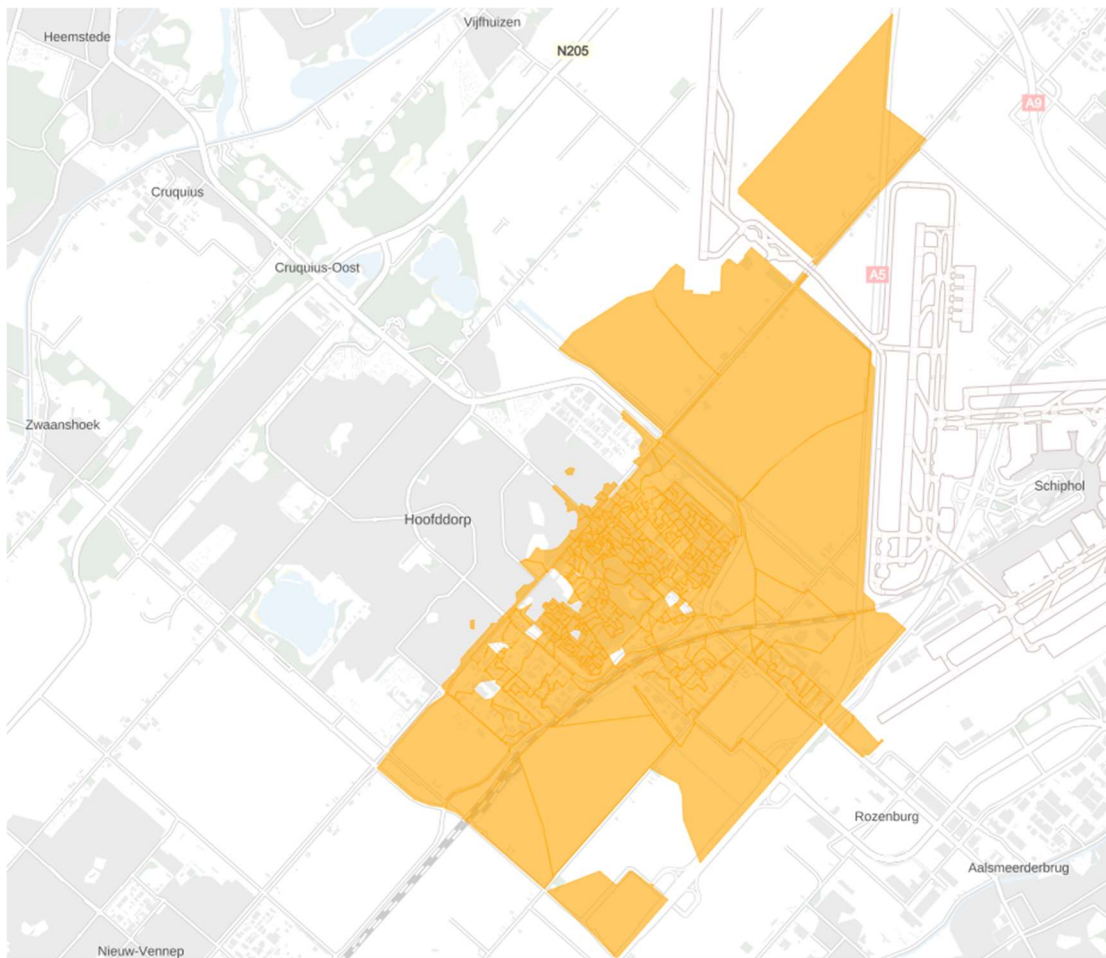 Vijfhuizen
Heemstede
N205
A9
Cruquius
Cruquius-Oost
A5
Zwaanshoek
Schiphol
Hoofddorp
Rozenburg
Aalsmeerderbrug
Nieuw-Vennep